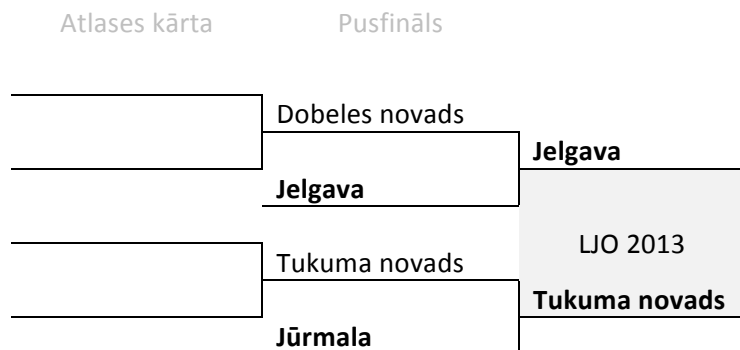 Atlases kārta Pusfināls
Dobeles novads
Jelgava
Jelgava
LJO 2013
Tukuma novads
Tukuma novads
Jūrmala